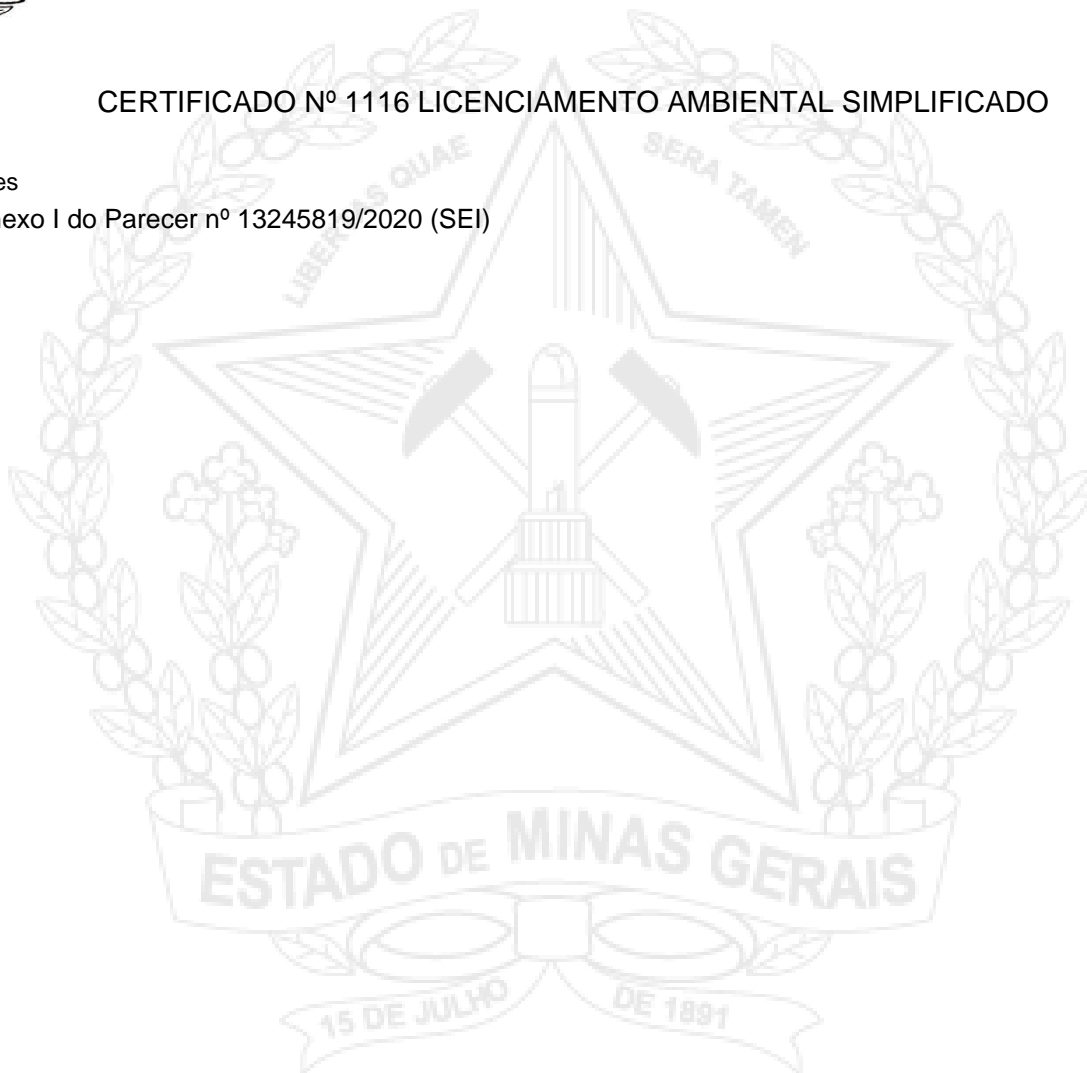 CERTIFICADO Nº 1116 LICENCIAMENTO AMBIENTAL SIMPLIFICADO
es
nexo I do Parecer nº 13245819/2020 (SEI)
LIBERTAS QUAE SERA TAMEN
ESTADO DE MINAS GERAIS
15 DE JULHO DE 1891